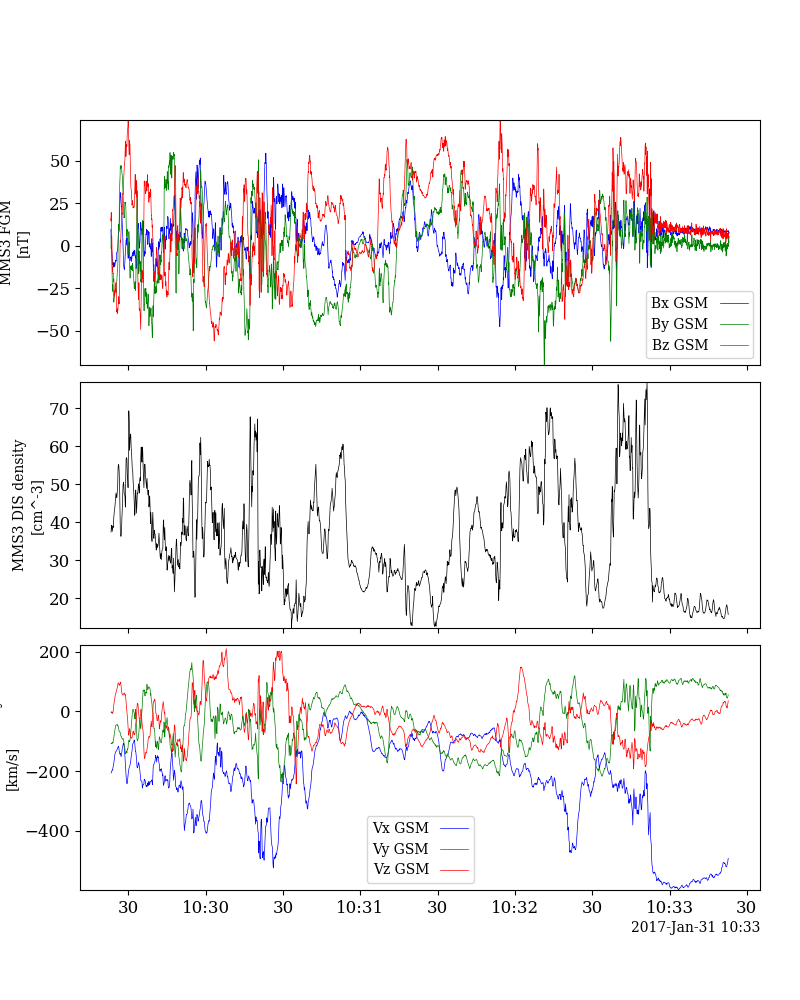 50
25
0
−25
−50
MMS3 FGM
[nT]
Bx GSM
By GSM
Bz GSM
70
60
50
40
30
20
MMS3 DIS density
[cm^-3]
200
0
−200
−400
[km/s]
Vx GSM
Vy GSM
Vz GSM
30 10:30 30 10:31 30 10:32 30 10:33 30
2017-Jan-31 10:33